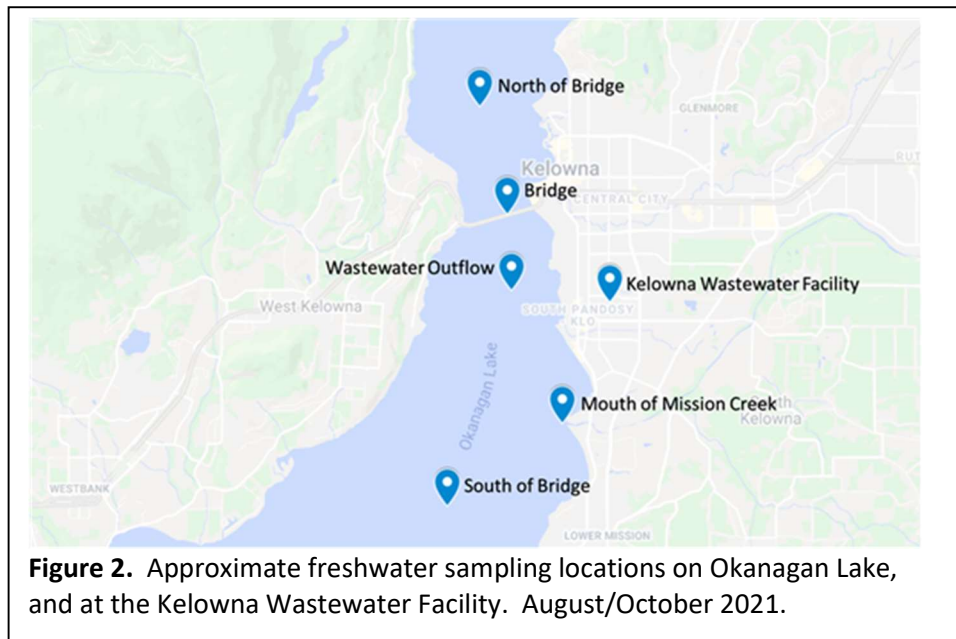 North of Bridge
GLENMORE
Kelowna
RUT
Bridge
CENTRAL CITY
Wastewater Outflow
Kelowna Wastewater Facility
West Kelowna
SOUTH PANDOSY
KLO
Okanagan Lake
Mouth of Mission Creek
South
Kelowna
South of Bridge
WESTBANK
LOWER MISSION
Figure 2. Approximate freshwater sampling locations on Okanagan Lake,
and at the Kelowna Wastewater Facility. August/October 2021.